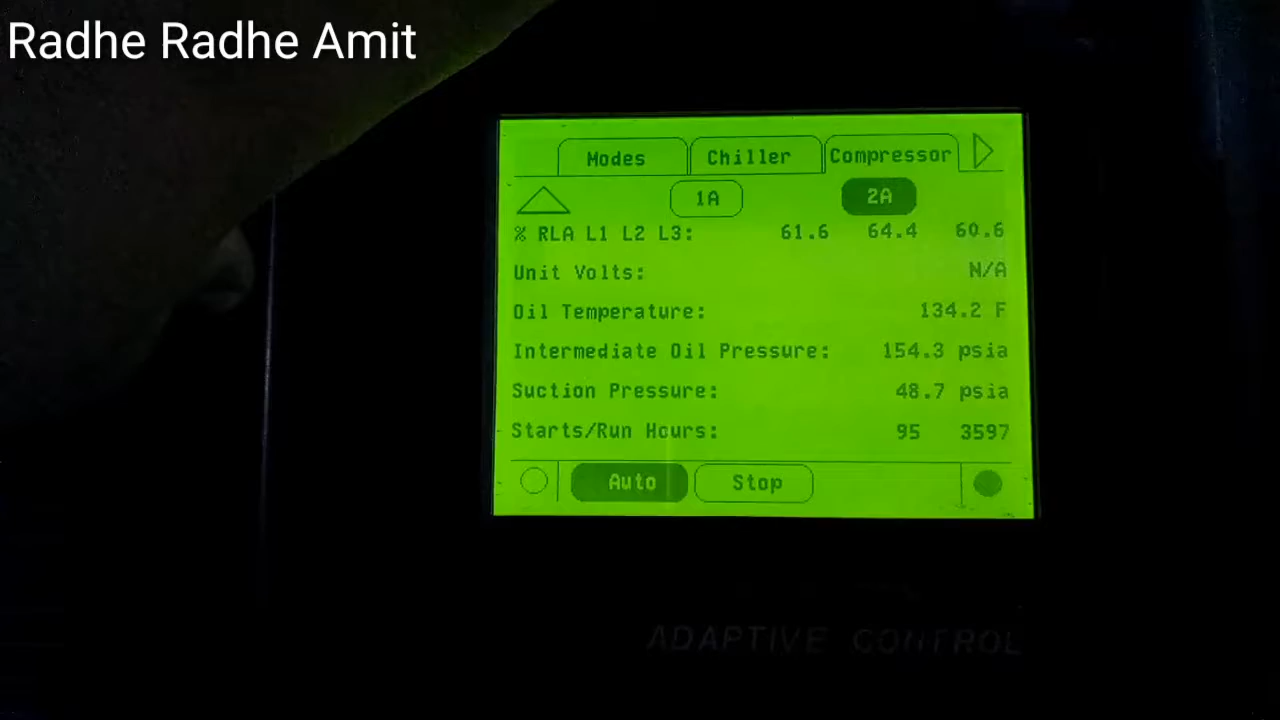 Radhe Radhe Amit
Modes Chiller Compressor
1A 2A
% RLA L1 L2 L3: 61.6 64.4 60.6
Unit Volts: N/A
Oil Temperature: 134.2 F
Intermediate Oil Pressure: 154.3 psia
Suction Pressure: 48.7 psia
Starts/Run Hours: 95 3597
Auto Stop
ADAPTIVE CONTROL